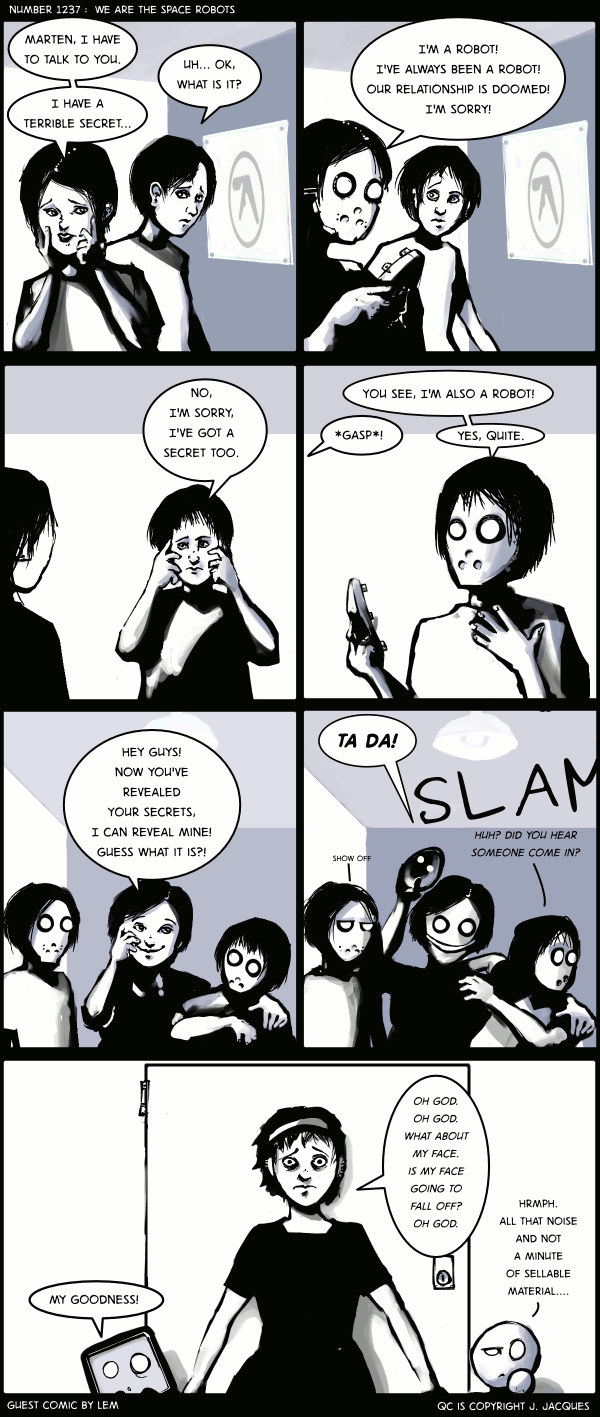 NUMBER 1237 : WE ARE THE SPACE ROBOTS
MARTEN, I HAVE
TO TALK TO YOU.
I HAVE A
TERRIBLE SECRET...
UH... OK,
WHAT IS IT?
I'M A ROBOT!
I'VE ALWAYS BEEN A ROBOT!
OUR RELATIONSHIP IS DOOMED!
I'M SORRY!
NO,
I'M SORRY,
I'VE GOT A
SECRET TOO.
YOU SEE, I'M ALSO A ROBOT!
*GASP*!
YES, QUITE.
HEY GUYS!
NOW YOU'VE
REVEALED
YOUR SECRETS,
I CAN REVEAL MINE!
GUESS WHAT IT IS?!
TA DA!
SLAM
HUH? DID YOU HEAR
SOMEONE COME IN?
SHOW OFF
OH GOD.
OH GOD.
WHAT ABOUT
MY FACE.
IS MY FACE
GOING TO
FALL OFF?
OH GOD.
HRMPH.
ALL THAT NOISE
AND NOT
A MINUTE
OF SELLABLE
MATERIAL....
MY GOODNESS!
GUEST COMIC BY LEM
QC IS COPYRIGHT J. JACQUES